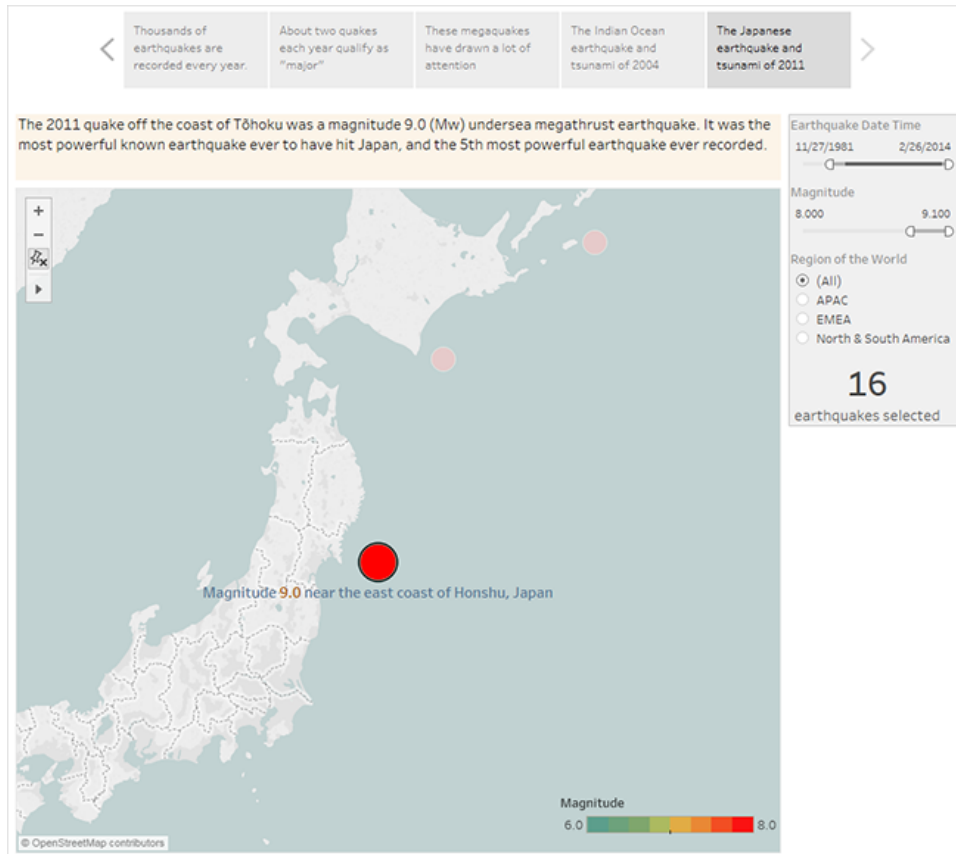 Thousands of
earthquakes are
recorded every year.
About two quakes
each year qualify as
"major"
These megaquakes
have drawn a lot of
attention
The Indian Ocean
earthquake and
tsunami of 2004
The Japanese
earthquake and
tsunami of 2011
The 2011 quake off the coast of Tōhoku was a magnitude 9.0 (Mw) undersea megathrust earthquake. It was the
most powerful known earthquake ever to have hit Japan, and the 5th most powerful earthquake ever recorded.
Earthquake Date Time
11/27/1981 2/26/2014
Magnitude
8.000 9.100
Region of the World
(All)
APAC
EMEA
North & South America
16
earthquakes selected
Magnitude 9.0 near the east coast of Honshu, Japan
Magnitude
6.0 8.0
© OpenStreetMap contributors